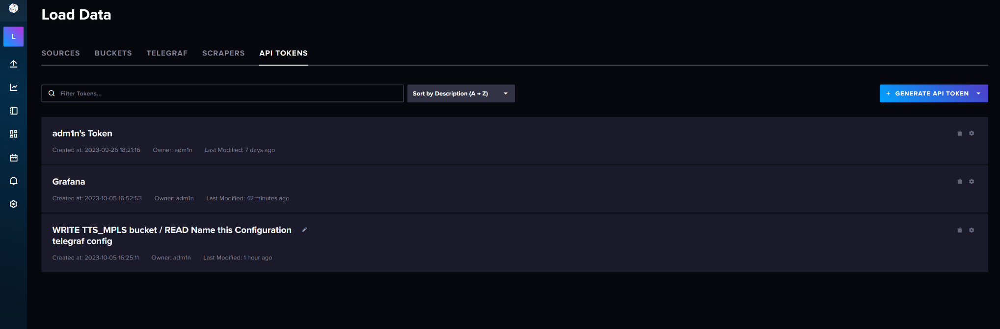 Load Data
L
SOURCES BUCKETS TELEGRAF SCRAPERS API TOKENS
Filter Tokens... Sort by Description (A → Z) + GENERATE API TOKEN
adm1n's Token
Created at: 2023-09-26 18:21:16 Owner: adm1n Last Modified: 7 days ago
Grafana
Created at: 2023-10-05 16:52:53 Owner: adm1n Last Modified: 42 minutes ago
WRITE TTS_MPLS bucket / READ Name this Configuration
telegraf config
Created at: 2023-10-05 16:25:11 Owner: adm1n Last Modified: 1 hour ago